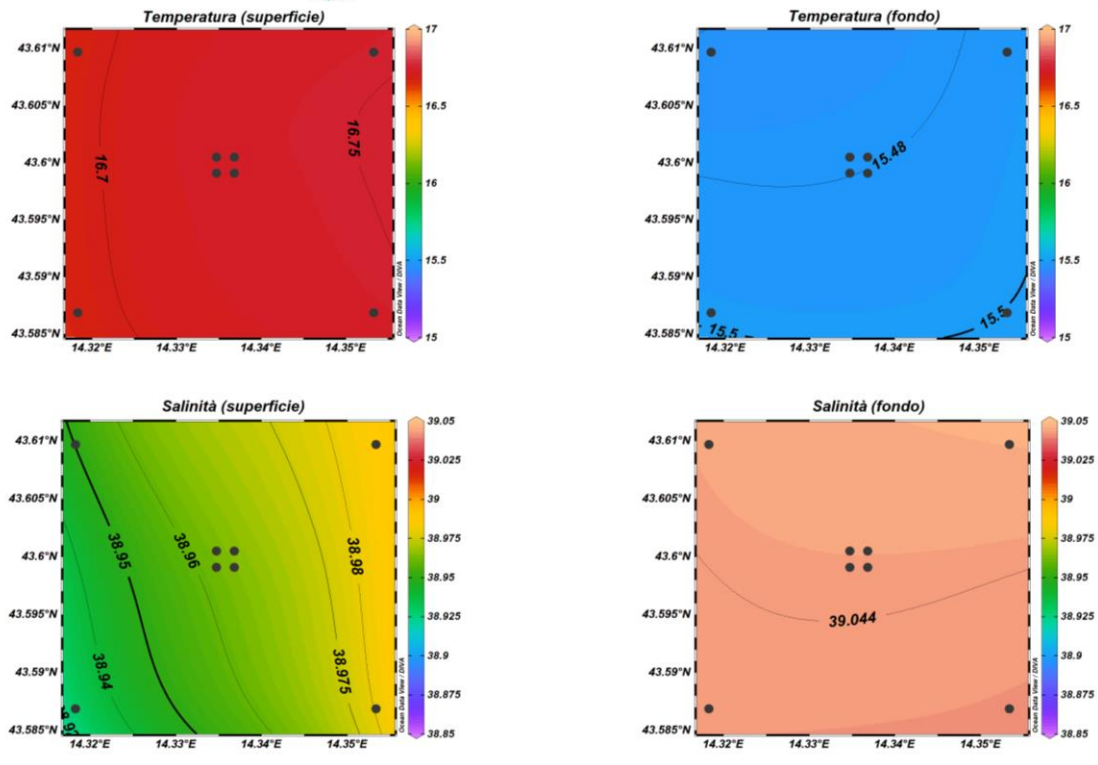 Temperatura (superficie)
43.61°N
43.605°N
43.6°N
43.595°N
43.59°N
43.585°N
14.32°E 14.33°E 14.34°E 14.35°E
16.7
16.75
17
16.5
16
15.5
15
Ocean Data View / DIVA
Temperatura (fondo)
43.61°N
43.605°N
43.6°N
43.595°N
43.59°N
43.585°N
14.32°E 14.33°E 14.34°E 14.35°E
15.48
15.5
15.5
17
16.5
16
15.5
15
Ocean Data View / DIVA
Salinità (superficie)
43.61°N
43.605°N
43.6°N
43.595°N
43.59°N
43.585°N
14.32°E 14.33°E 14.34°E 14.35°E
38.95
38.96
38.98
38.94
38.975
39.05
39.025
39
38.975
38.95
38.925
38.9
38.875
38.85
Ocean Data View / DIVA
Salinità (fondo)
43.61°N
43.605°N
43.6°N
43.595°N
43.59°N
43.585°N
14.32°E 14.33°E 14.34°E 14.35°E
39.044
39.05
39.025
39
38.975
38.95
38.925
38.9
38.875
38.85
Ocean Data View / DIVA